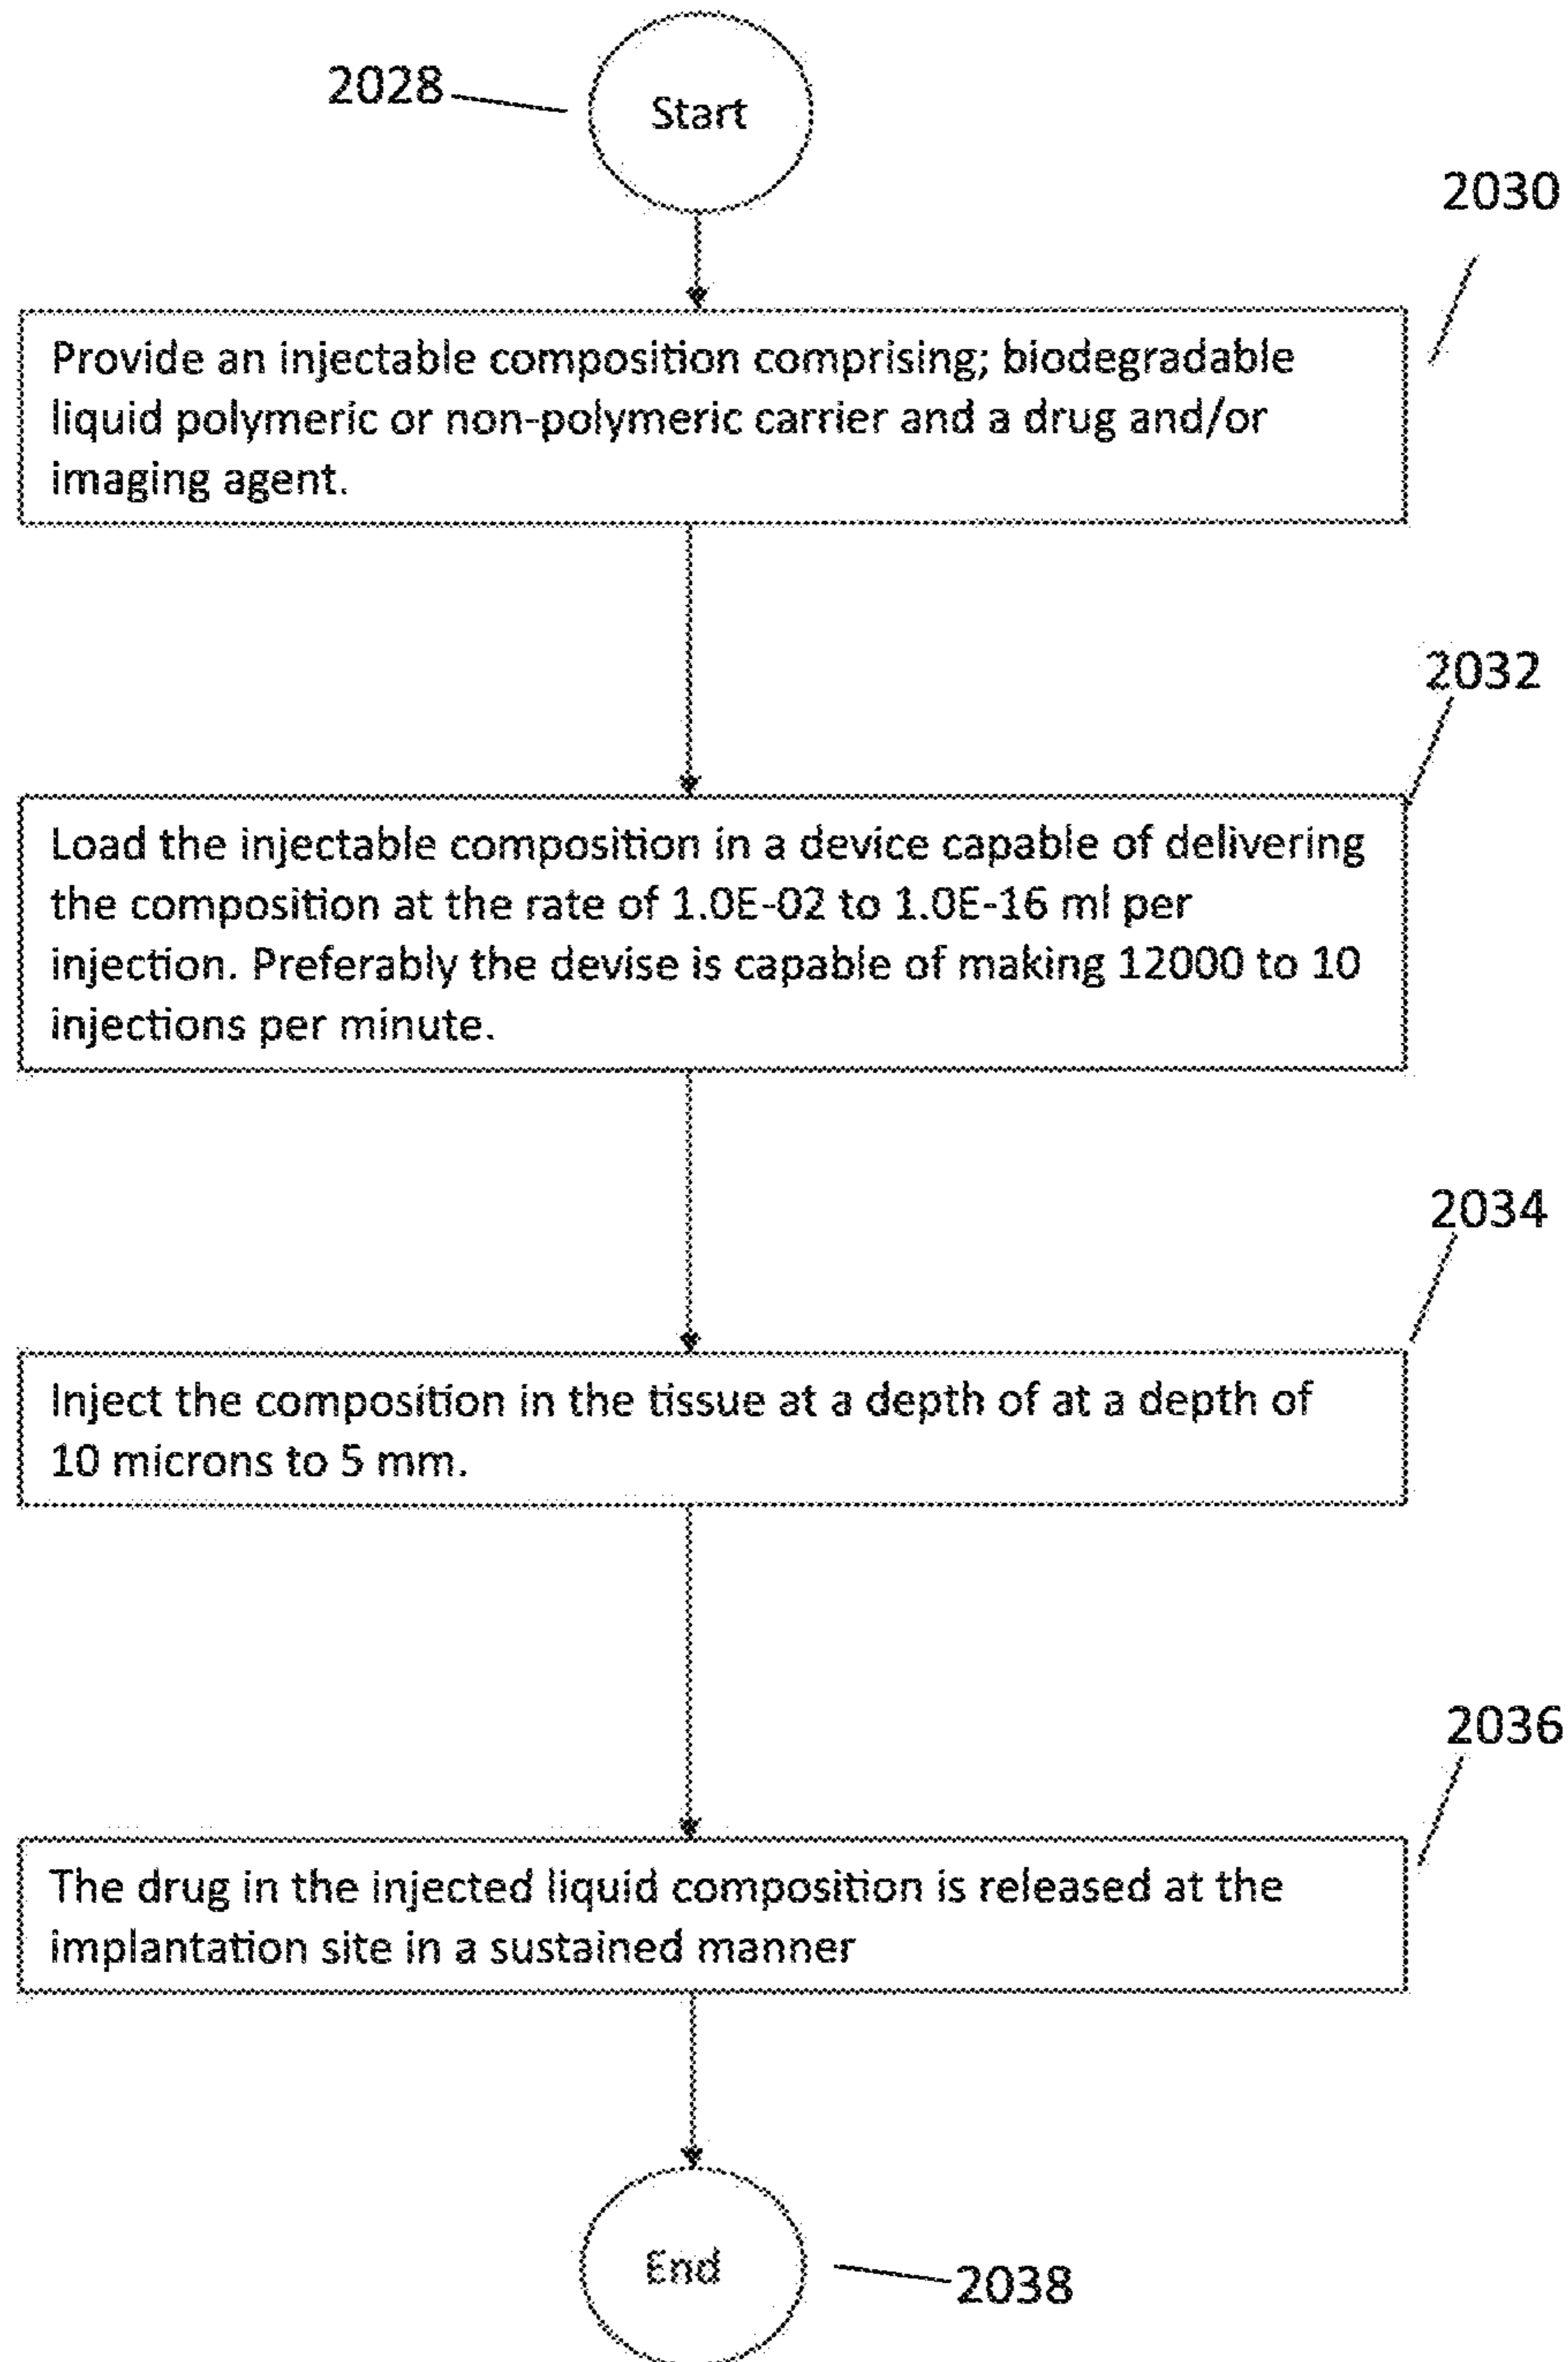 2028
Start
2030
Provide an injectable composition comprising; biodegradable
liquid polymeric or non-polymeric carrier and a drug and/or
imaging agent.
2032
Load the injectable composition in a device capable of delivering
the composition at the rate of 1.0E-02 to 1.0E-16 ml per
injection. Preferably the devise is capable of making 12000 to 10
injections per minute.
2034
Inject the composition in the tissue at a depth of at a depth of
10 microns to 5 mm.
2036
The drug in the injected liquid composition is released at the
implantation site in a sustained manner
End
2038